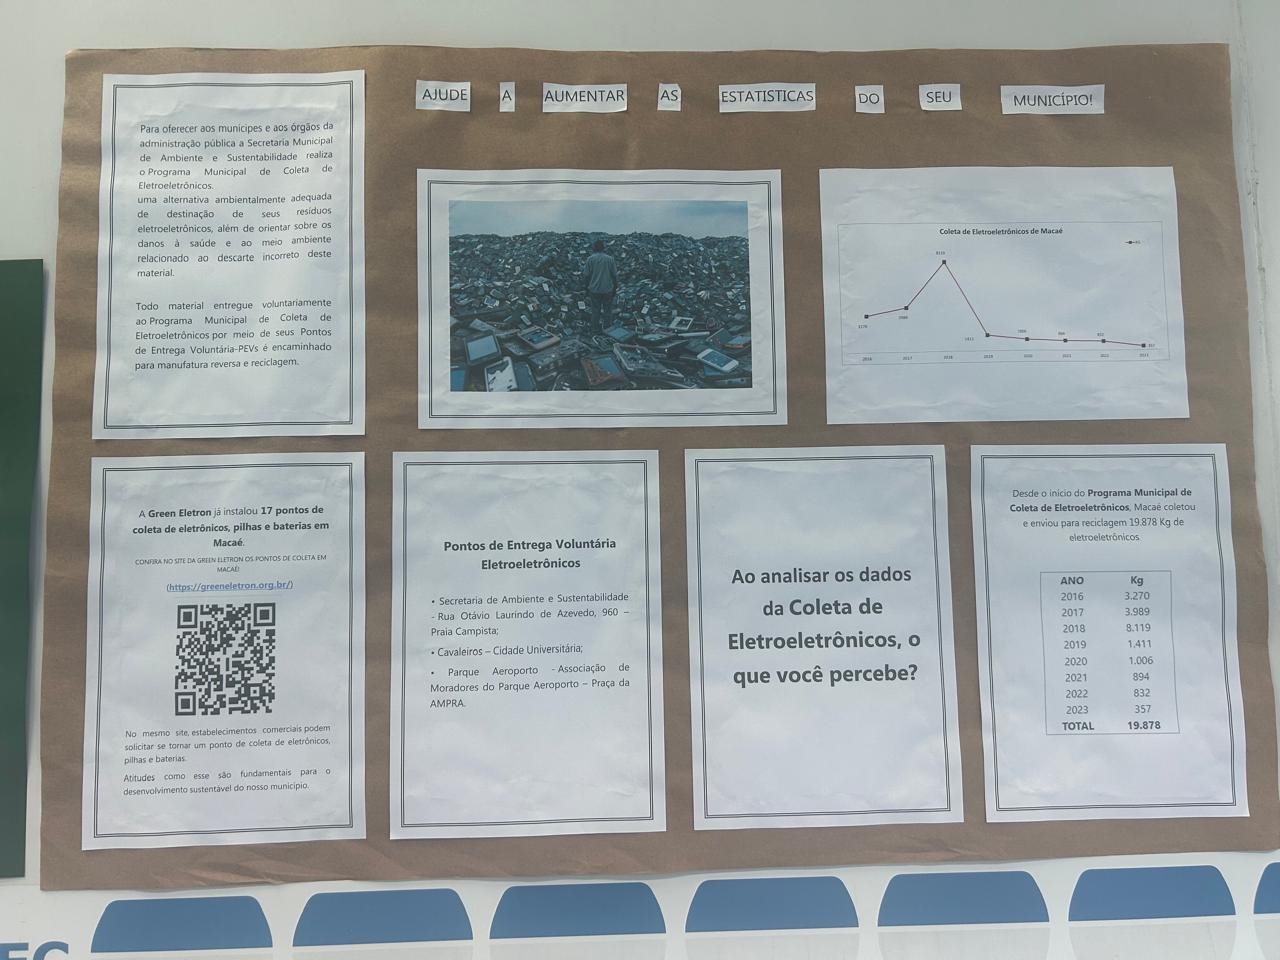 AJUDE A AUMENTAR AS ESTATISTICAS DO SEU MUNICÍPIO!
Para oferecer aos munícipes e aos órgãos da
administração pública a Secretaria Municipal
de Ambiente e Sustentabilidade realiza
o Programa Municipal de Coleta de
Eletroeletrônicos.
uma alternativa ambientalmente adequada
de destinação de seus resíduos
eletroeletrônicos, além de orientar sobre os
danos à saúde e ao meio ambiente
relacionado ao descarte incorreto deste
material.
Todo material entregue voluntariamente
ao Programa Municipal de Coleta de
Eletroeletrônicos por meio de seus Pontos
de Entrega Voluntária-PEVs é encaminhado
para manufatura reversa e reciclagem.
Coleta de Eletroeletrônicos de Macaé
2016 2017 2018 2019 2020 2021 2022 2023
A Green Eletron já instalou 17 pontos de
coleta de eletrônicos, pilhas e baterias em
Macaé.
CONFIRA NO SITE DA GREEN ELETRON OS PONTOS DE COLETA EM
MACAÉ!
(https://greeneletron.org.br/)
No mesmo site, estabelecimentos comerciais podem
solicitar se tornar um ponto de coleta de eletrônicos,
pilhas e baterias.
Atitudes como esse são fundamentais para o
desenvolvimento sustentável do nosso município.
Pontos de Entrega Voluntária
Eletroeletrônicos
• Secretaria de Ambiente e Sustentabilidade
- Rua Otávio Laurindo de Azevedo, 960 –
Praia Campista;
• Cavaleiros – Cidade Universitária;
• Parque Aeroporto - Associação de
Moradores do Parque Aeroporto – Praça da
AMPRA.
Ao analisar os dados
da Coleta de
Eletroeletrônicos, o
que você percebe?
Desde o início do Programa Municipal de
Coleta de Eletroeletrônicos, Macaé coletou
e enviou para reciclagem 19.878 Kg de
eletroeletrônicos
ANO Kg
2016 3.270
2017 3.989
2018 8.119
2019 1.411
2020 1.006
2021 894
2022 832
2023 357
TOTAL 19.878